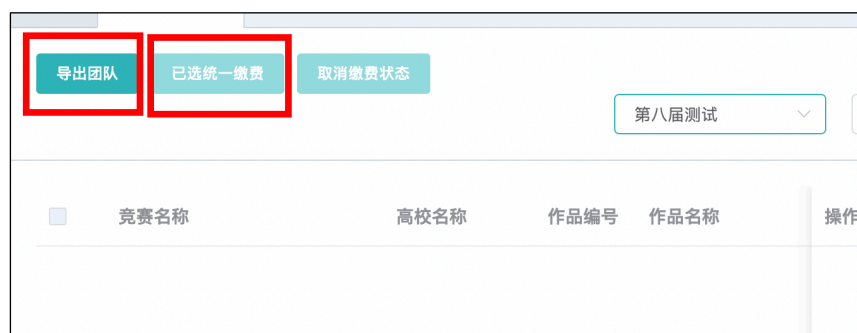 导出团队 已选统一缴费 取消缴费状态
第八届测试
竞赛名称 高校名称 作品编号 作品名称 操作